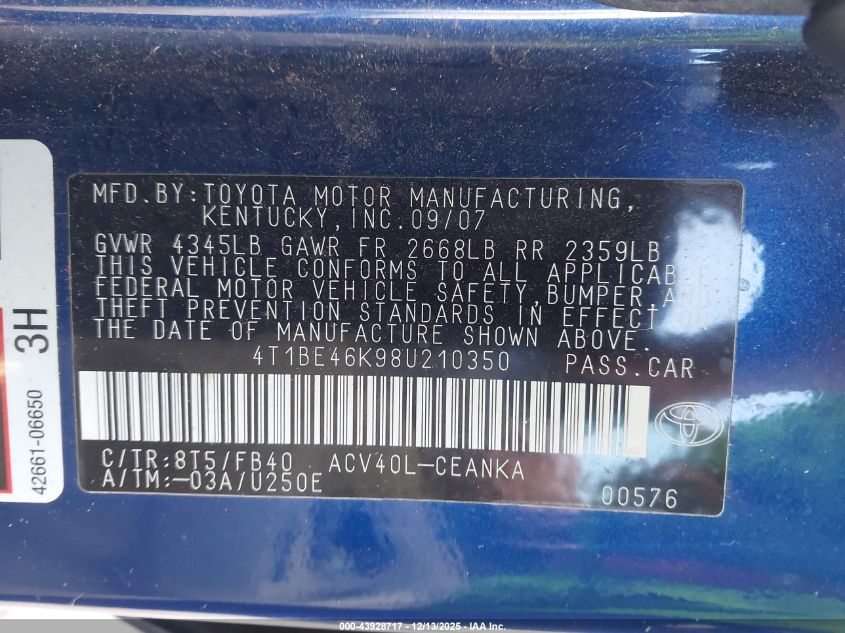 MFD.BY:TOYOTA MOTOR MANUFACTURING,
KENTUCKY,INC.09/07
GVWR 4345LB GAWR FR 2668LB RR 2359LB
THIS VEHICLE CONFORMS TO ALL APPLICABLE
FEDERAL MOTOR VEHICLE SAFETY,BUMPER,AND
THEFT PREVENTION STANDARDS IN EFFECT ON
THE DATE OF MANUFACTURE SHOWN ABOVE.
4T1BE46K98U210350 PASS.CAR
C/TR:8T5/FB40 ACV40L-CEANKA
A/TM:-03A/U250E
00576
3H
42661-06650
000-43928717 - 12/13/2025 - IAA Inc.